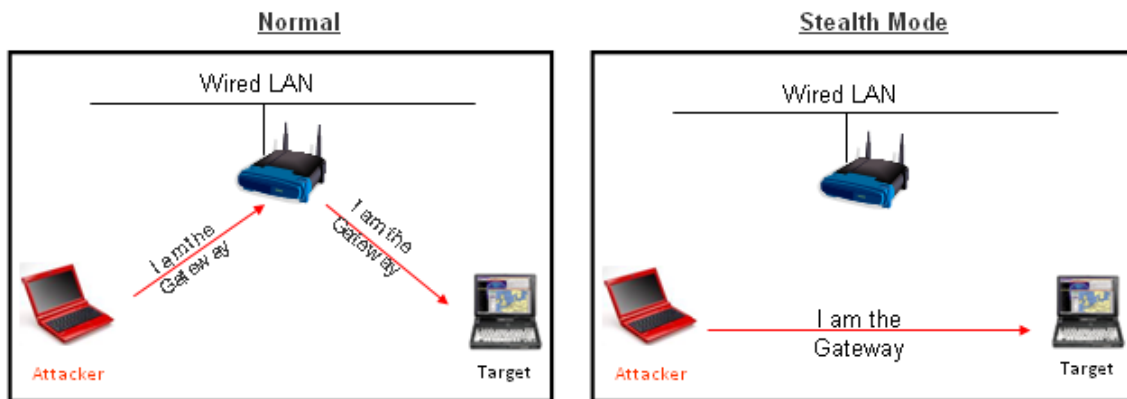 Normal
Wired LAN
I am the
Gateway
I am the
Gateway
Attacker
Target
Stealth Mode
Wired LAN
I am the
Gateway
Attacker
Target